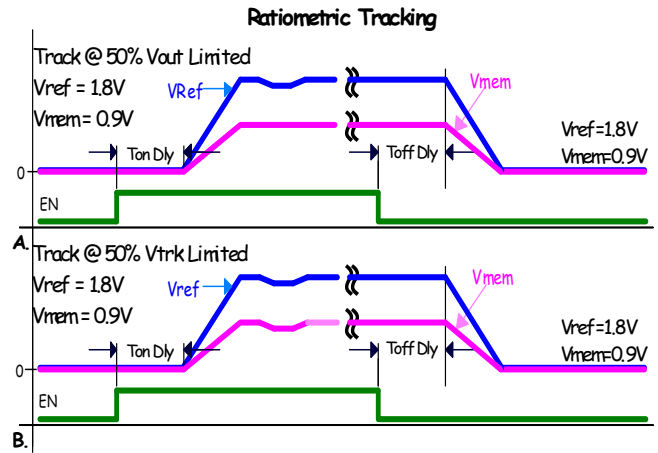 Ratiometric Tracking
Track @ 50% Vout Limited
Vref = 1.8V
VRef
Vmem
Vmem = 0.9V
Vref=1.8V
Ton Dly
Toff Dly
Vmem=0.9V
0
EN
A.
Track @ 50% Vtrk Limited
Vref = 1.8V
Vref
Vmem
Vmem = 0.9V
Vref=1.8V
Ton Dly
Toff Dly
Vmem=0.9V
0
EN
B.